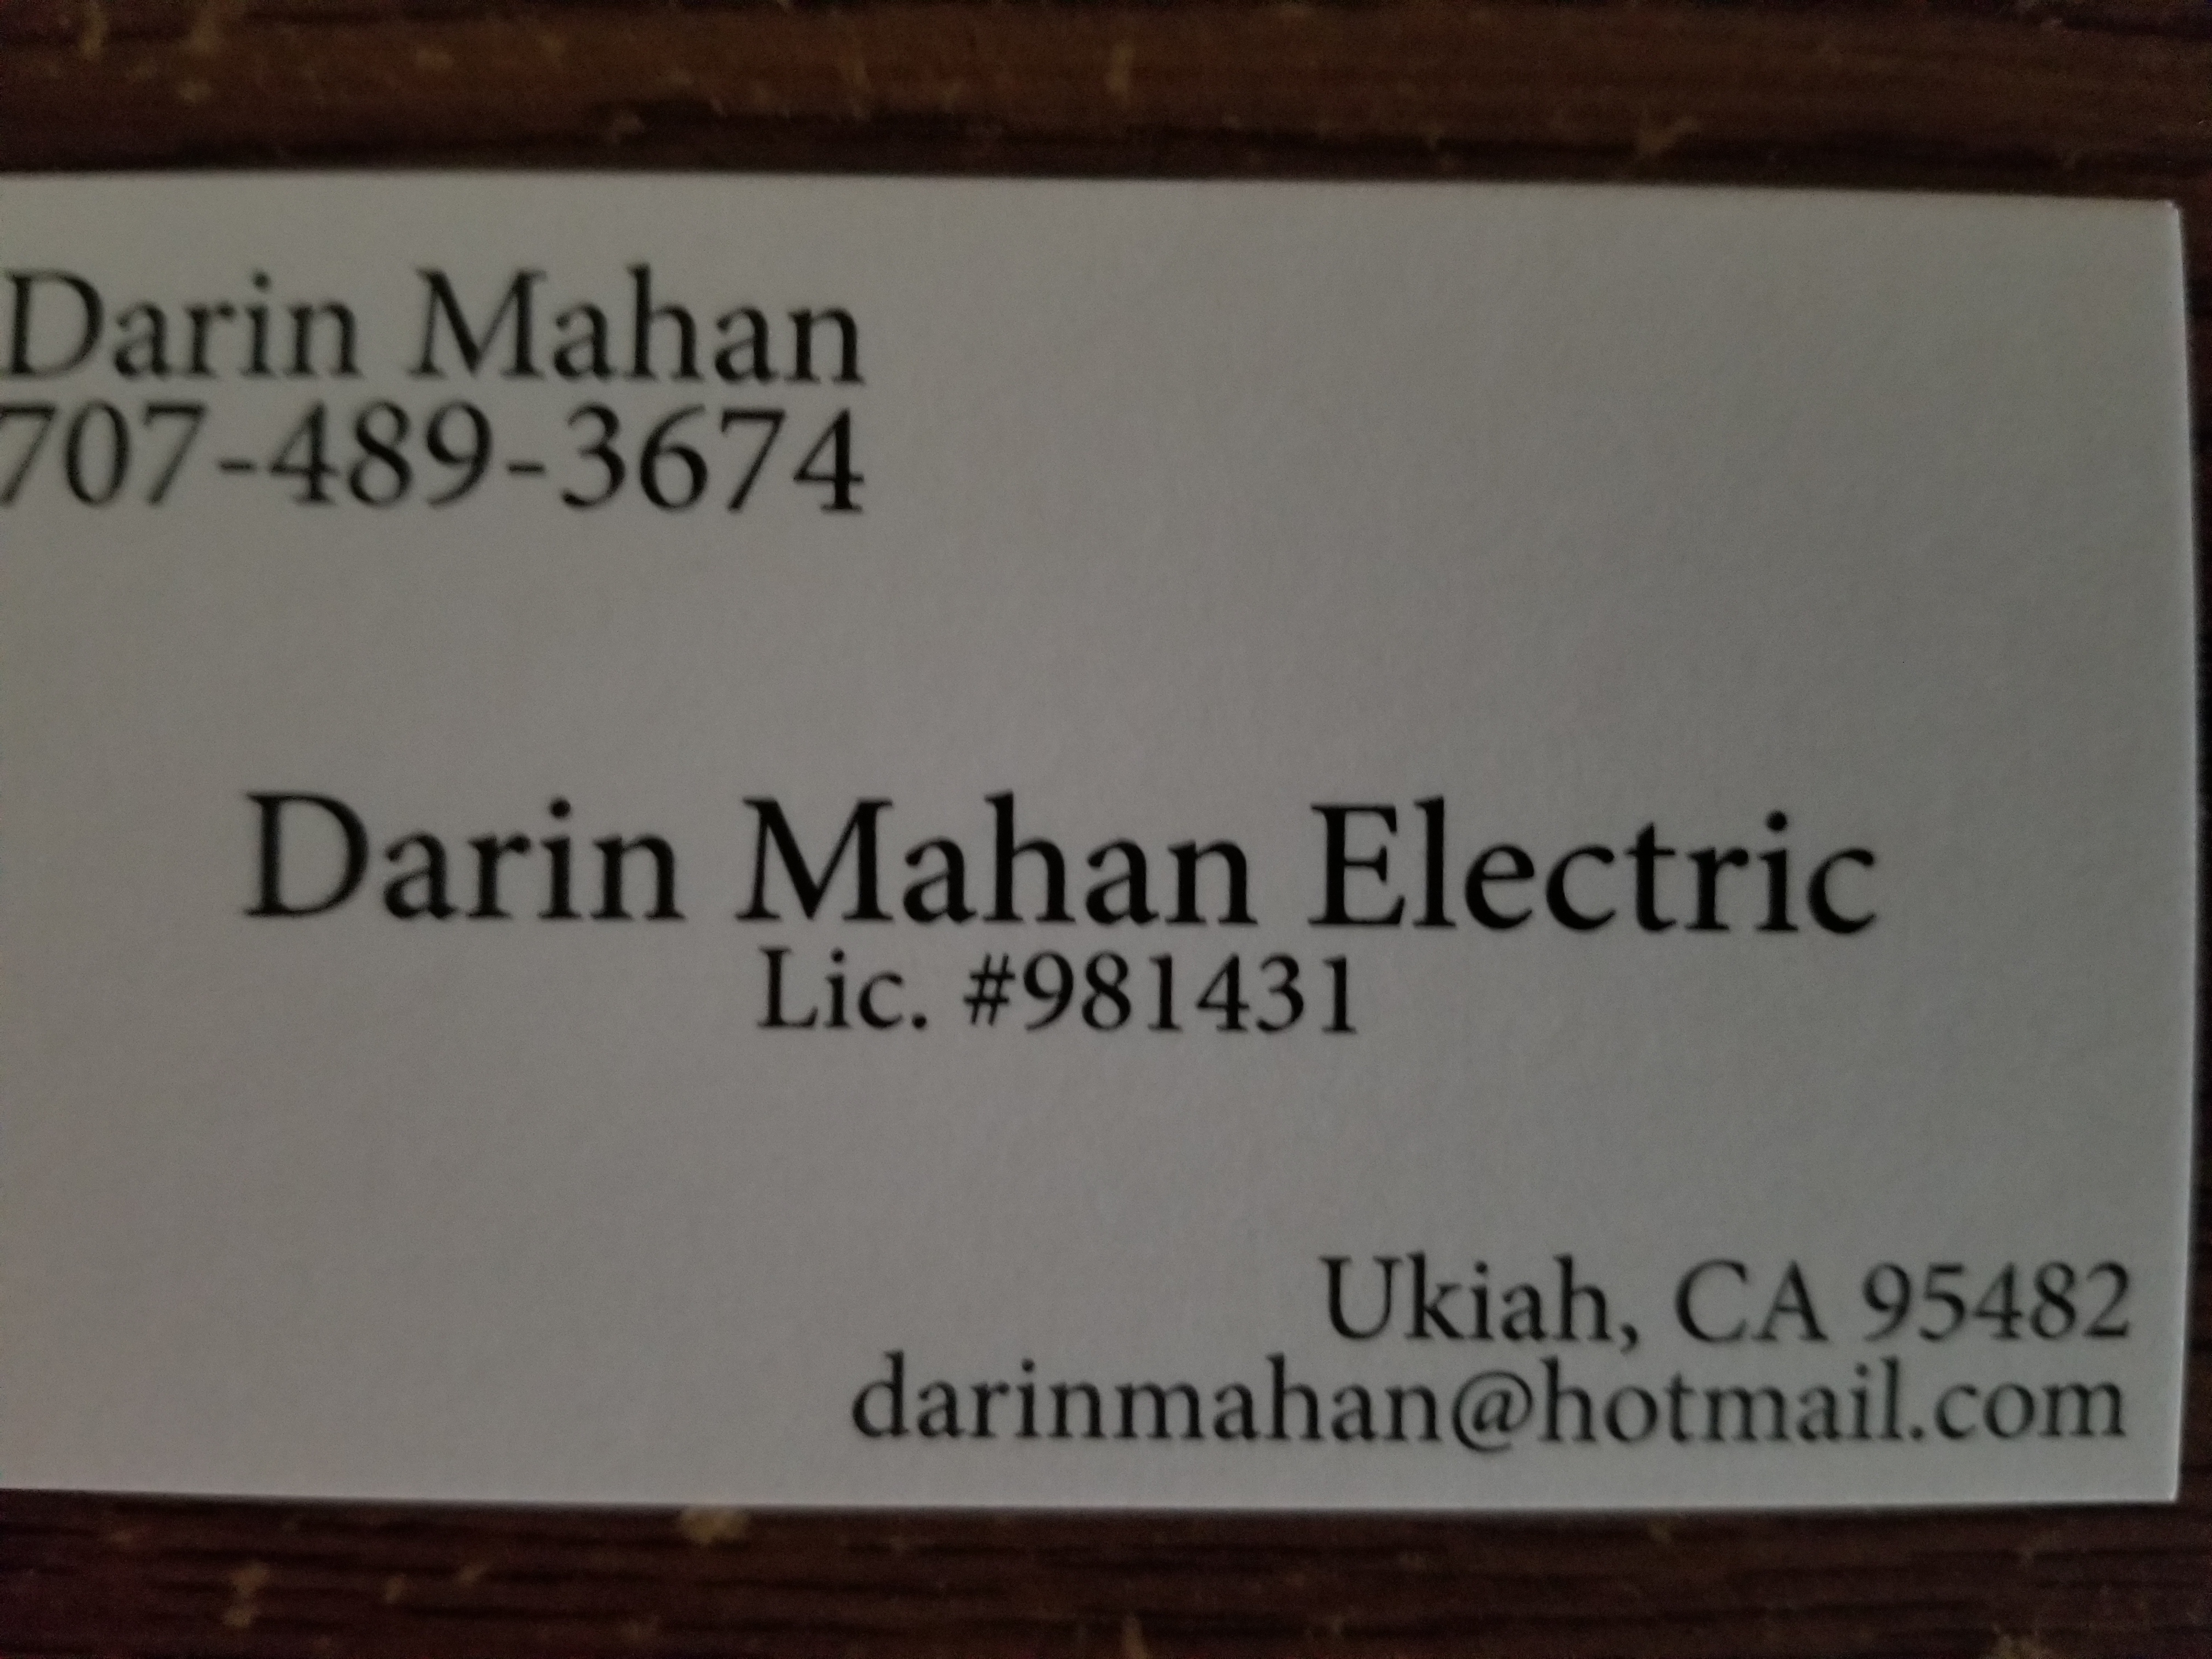 Darin Mahan
707-489-3674
Darin Mahan Electric
Lic. #981431
Ukiah, CA 95482
darinmahan@hotmail.com